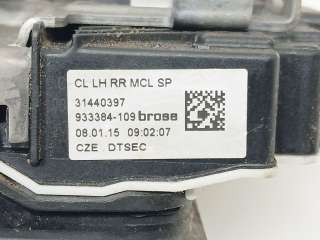 CL LH RR MCL SP
31440397
933384-109 brose
08.01.15 09:02:07
CZE DTSEC